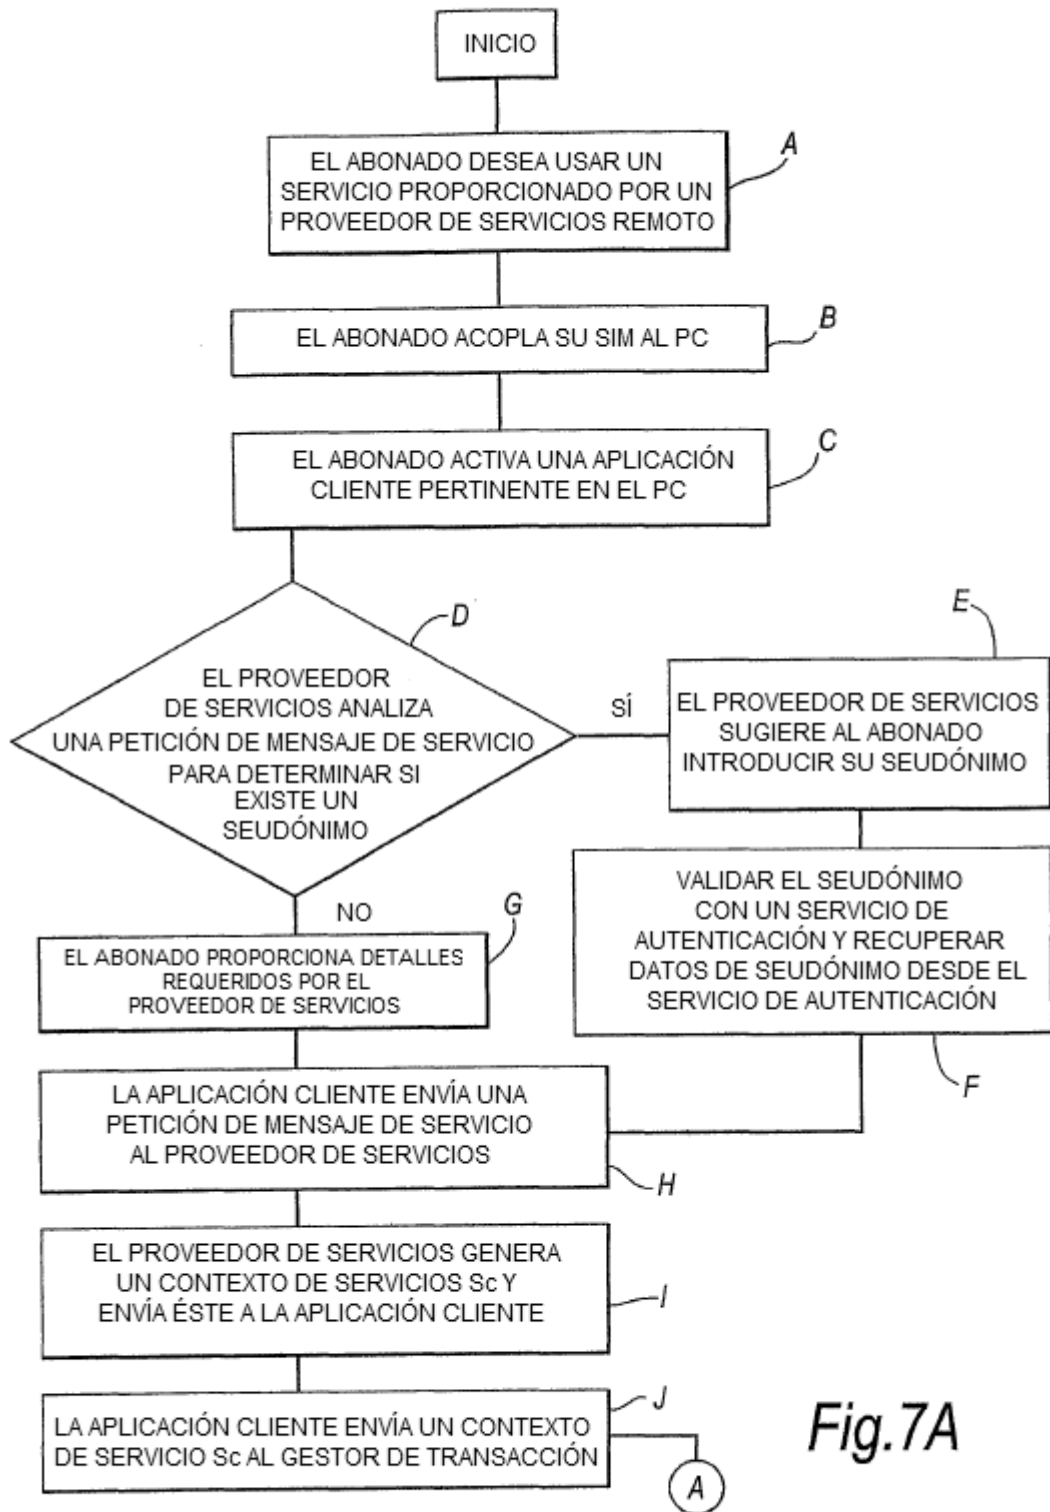 INICIO
A
EL ABONADO DESEA USAR UN
SERVICIO PROPORCIONADO POR UN
PROVEEDOR DE SERVICIOS REMOTO
B
EL ABONADO ACOPLA SU SIM AL PC
C
EL ABONADO ACTIVA UNA APLICACIÓN
CLIENTE PERTINENTE EN EL PC
D
EL PROVEEDOR
DE SERVICIOS ANALIZA
UNA PETICIÓN DE MENSAJE DE SERVICIO
PARA DETERMINAR SI
EXISTE UN
SEUDÓNIMO
SÍ
E
EL PROVEEDOR DE SERVICIOS
SUGIERE AL ABONADO
INTRODUCIR SU SEUDÓNIMO
VALIDAR EL SEUDÓNIMO
CON UN SERVICIO DE
AUTENTICACIÓN Y RECUPERAR
DATOS DE SEUDÓNIMO DESDE EL
SERVICIO DE AUTENTICACIÓN
F
NO
G
EL ABONADO PROPORCIONA DETALLES
REQUERIDOS POR EL
PROVEEDOR DE SERVICIOS
LA APLICACIÓN CLIENTE ENVÍA UNA
PETICIÓN DE MENSAJE DE SERVICIO
AL PROVEEDOR DE SERVICIOS
H
EL PROVEEDOR DE SERVICIOS GENERA
UN CONTEXTO DE SERVICIOS Sc Y
ENVÍA ÉSTE A LA APLICACIÓN CLIENTE
I
J
LA APLICACIÓN CLIENTE ENVÍA UN CONTEXTO
DE SERVICIO Sc AL GESTOR DE TRANSACCIÓN
A
Fig.7A